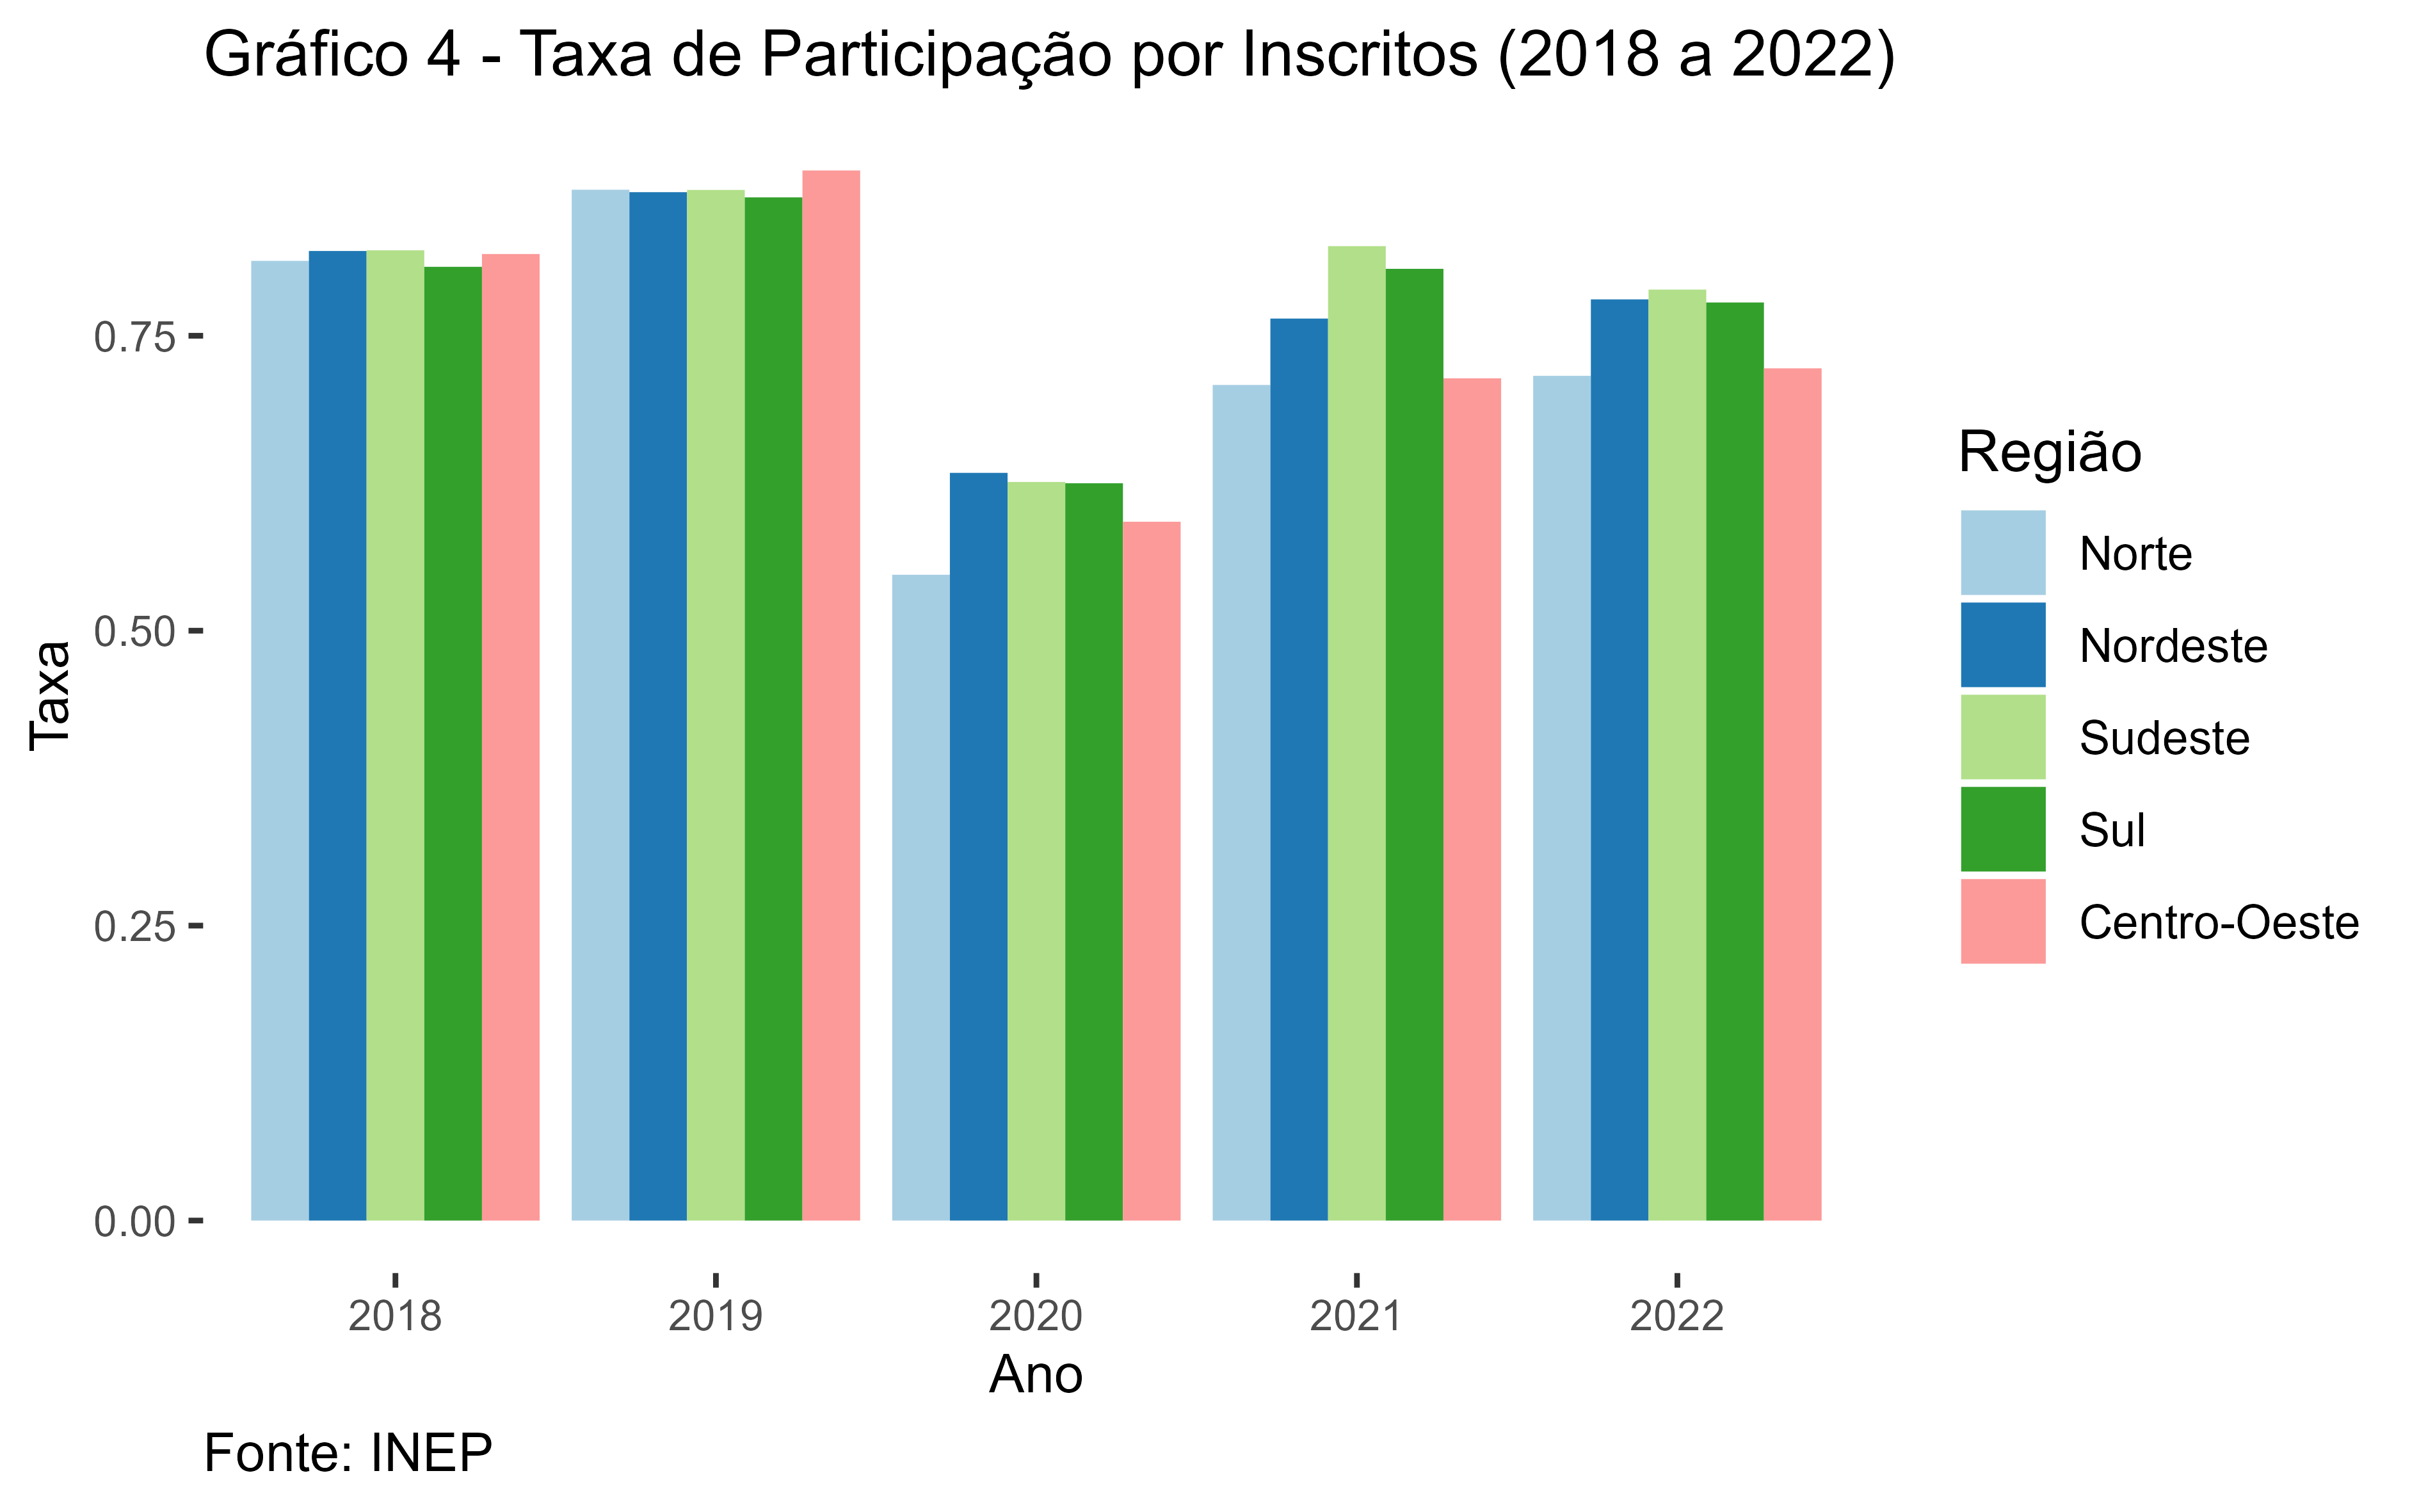 Gráfico 4 - Taxa de Participação por Inscritos (2018 a 2022)
Taxa
0.75
0.50
0.25
0.00
2018 2019 2020 2021 2022
Ano
Região
Norte
Nordeste
Sudeste
Sul
Centro-Oeste
Fonte: INEP